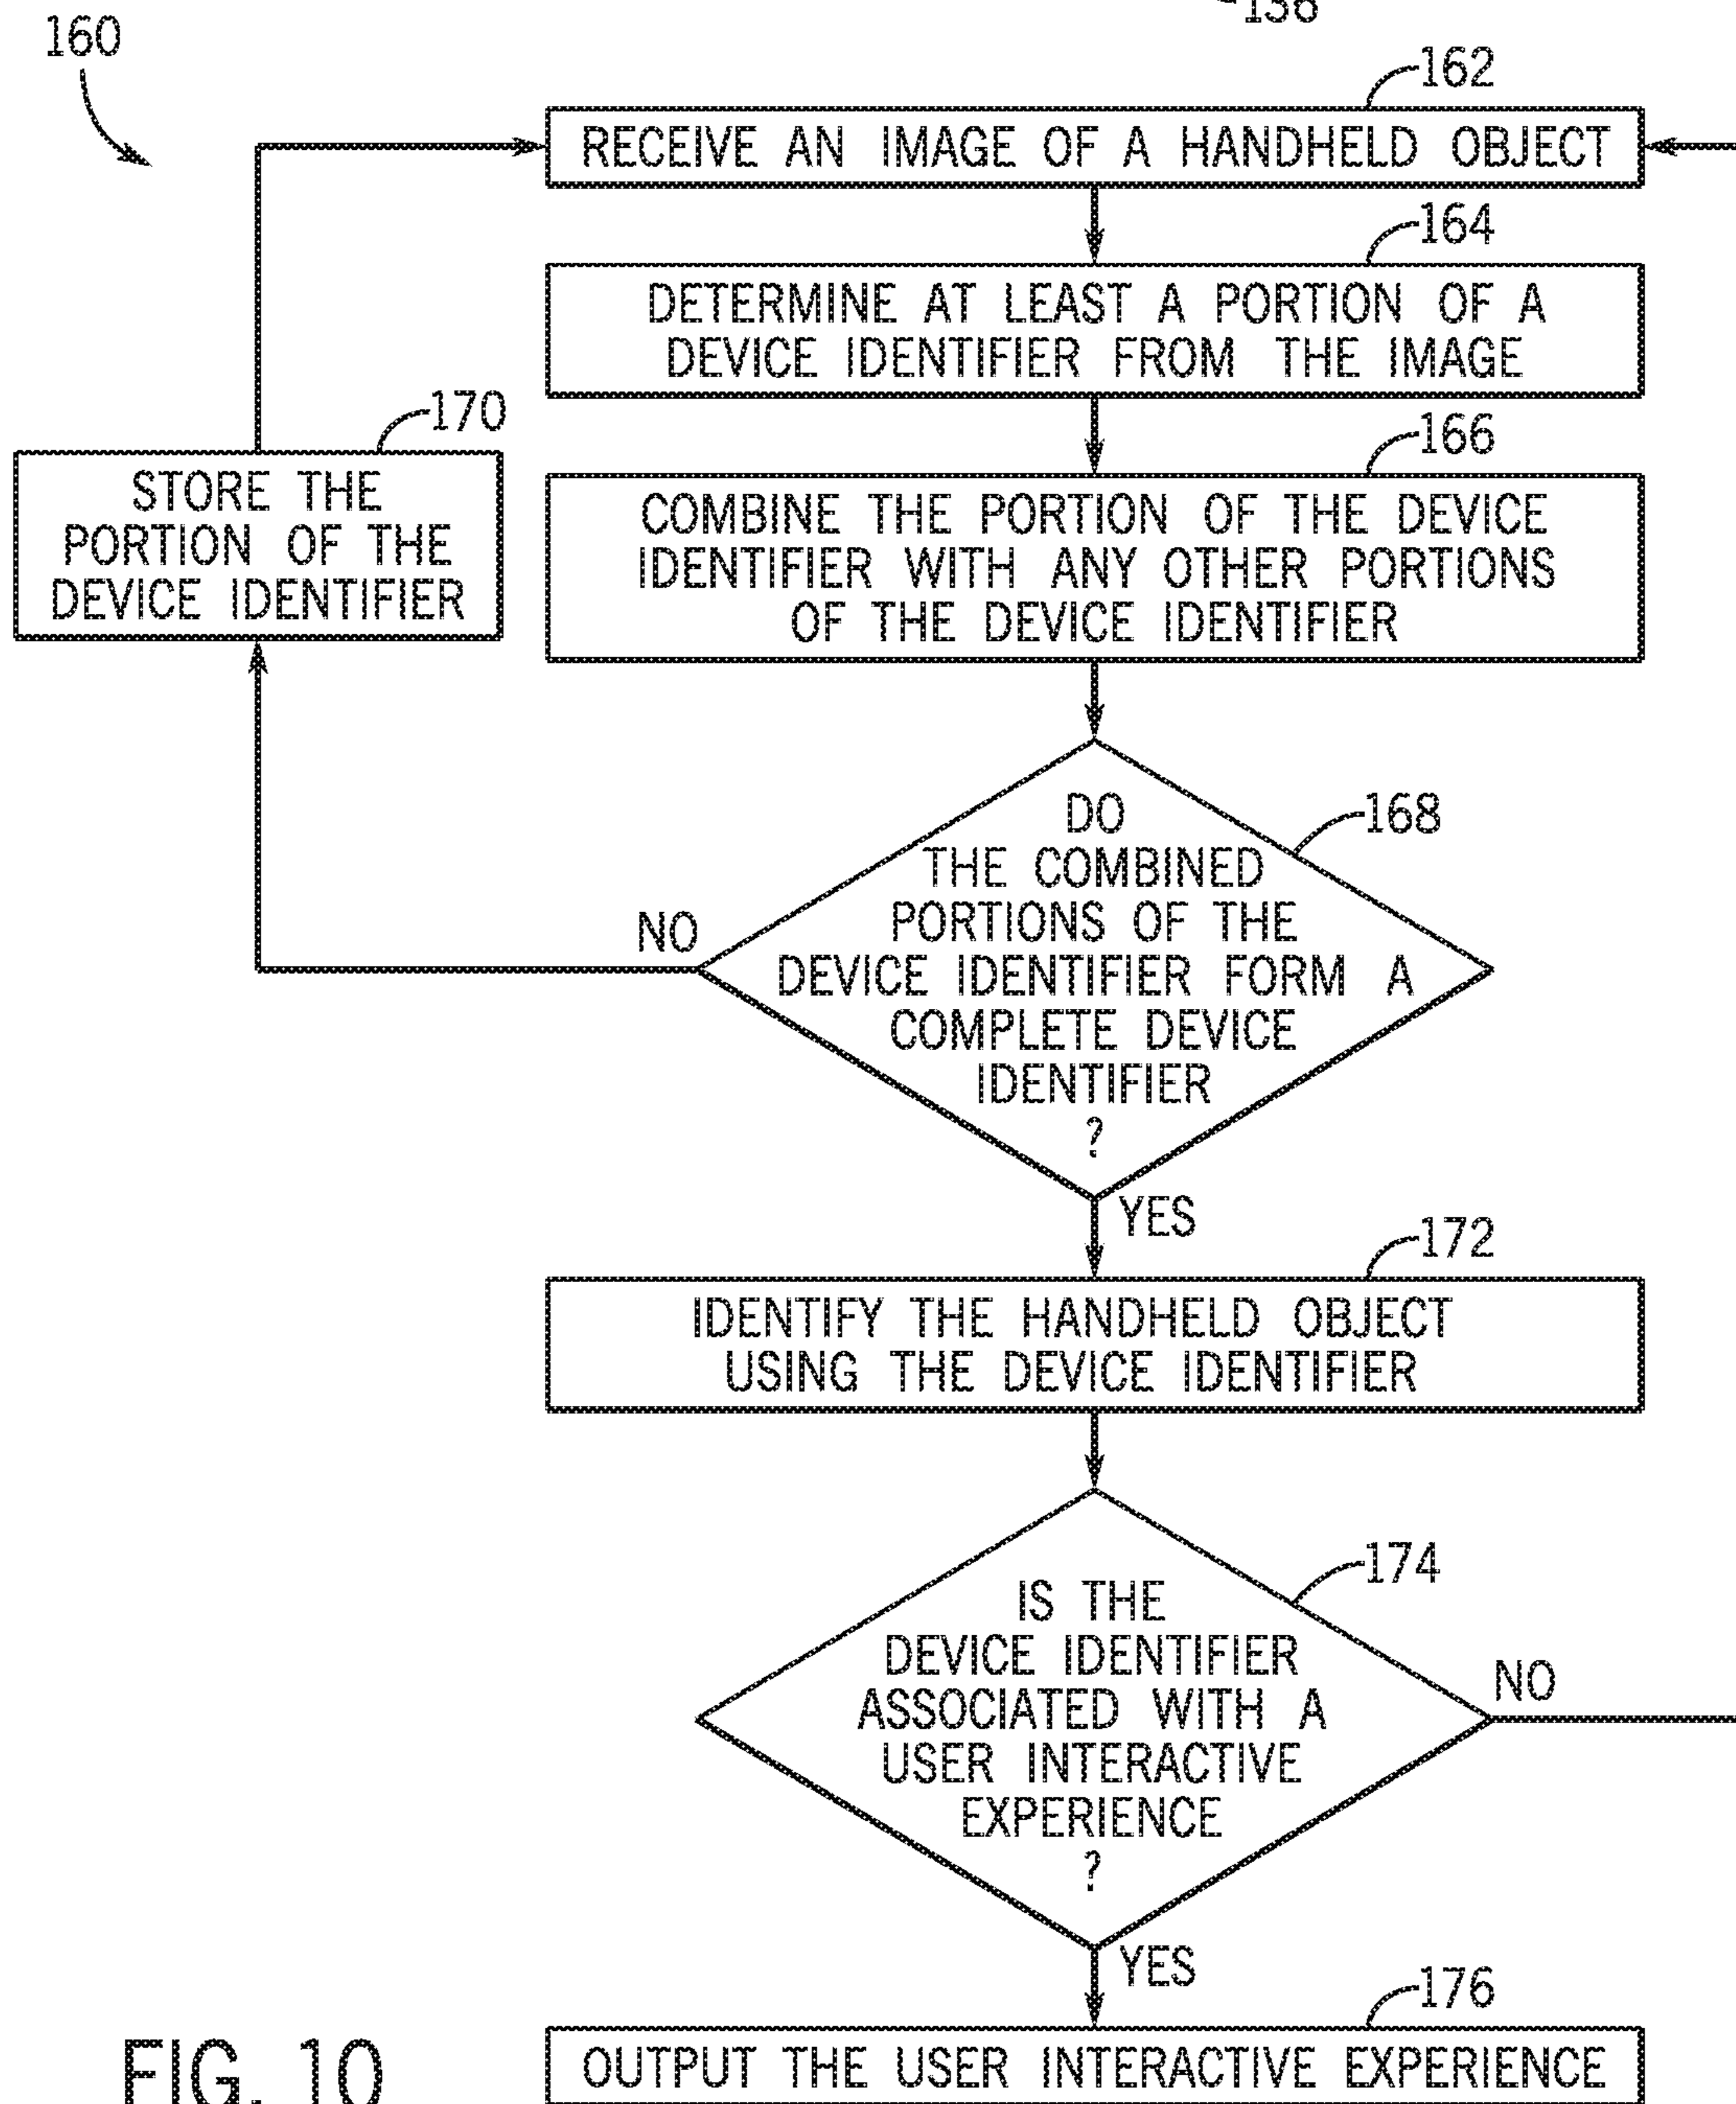 160
162
RECEIVE AN IMAGE OF A HANDHELD OBJECT
164
DETERMINE AT LEAST A PORTION OF A
DEVICE IDENTIFIER FROM THE IMAGE
170
STORE THE
PORTION OF THE
DEVICE IDENTIFIER
166
COMBINE THE PORTION OF THE DEVICE
IDENTIFIER WITH ANY OTHER PORTIONS
OF THE DEVICE IDENTIFIER
168
DO
THE COMBINED
PORTIONS OF THE
DEVICE IDENTIFIER FORM A
COMPLETE DEVICE
IDENTIFIER
?
NO
YES
172
IDENTIFY THE HANDHELD OBJECT
USING THE DEVICE IDENTIFIER
174
IS THE
DEVICE IDENTIFIER
ASSOCIATED WITH A
USER INTERACTIVE
EXPERIENCE
?
NO
YES
176
OUTPUT THE USER INTERACTIVE EXPERIENCE
FIG. 10